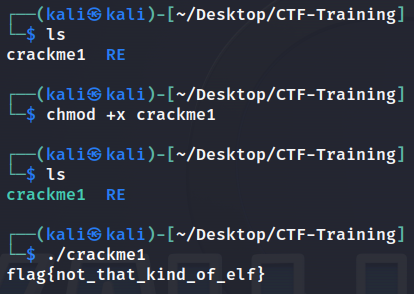 ┌──(kali㉿kali)-[~/Desktop/CTF-Training]
└─$ ls
crackme1  RE
┌──(kali㉿kali)-[~/Desktop/CTF-Training]
└─$ chmod +x crackme1
┌──(kali㉿kali)-[~/Desktop/CTF-Training]
└─$ ls
crackme1  RE
┌──(kali㉿kali)-[~/Desktop/CTF-Training]
└─$ ./crackme1
flag{not_that_kind_of_elf}